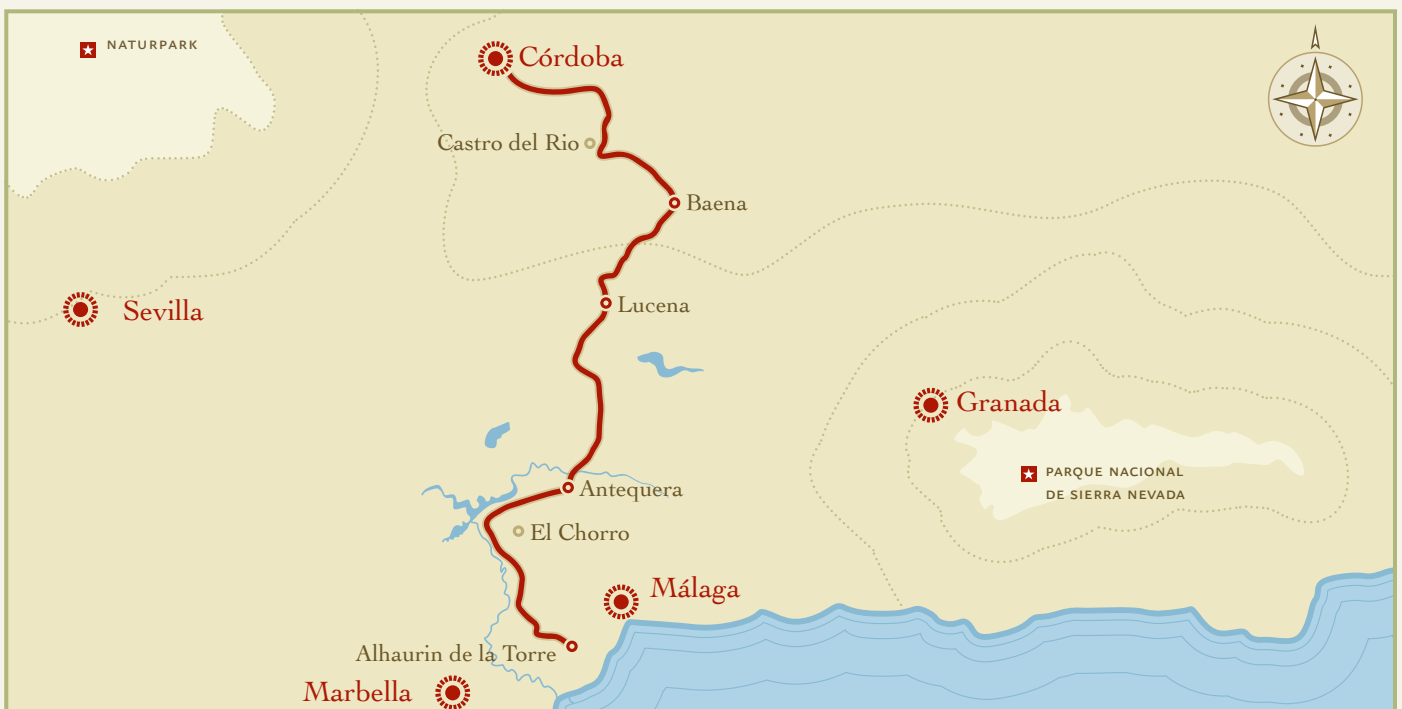 NATURPARK
Córdoba
Castro del Rio
Baena
Sevilla
Lucena
Granada
PARQUE NACIONAL
DE SIERRA NEVADA
Antequera
El Chorro
Málaga
Alhaurin de la Torre
Marbella